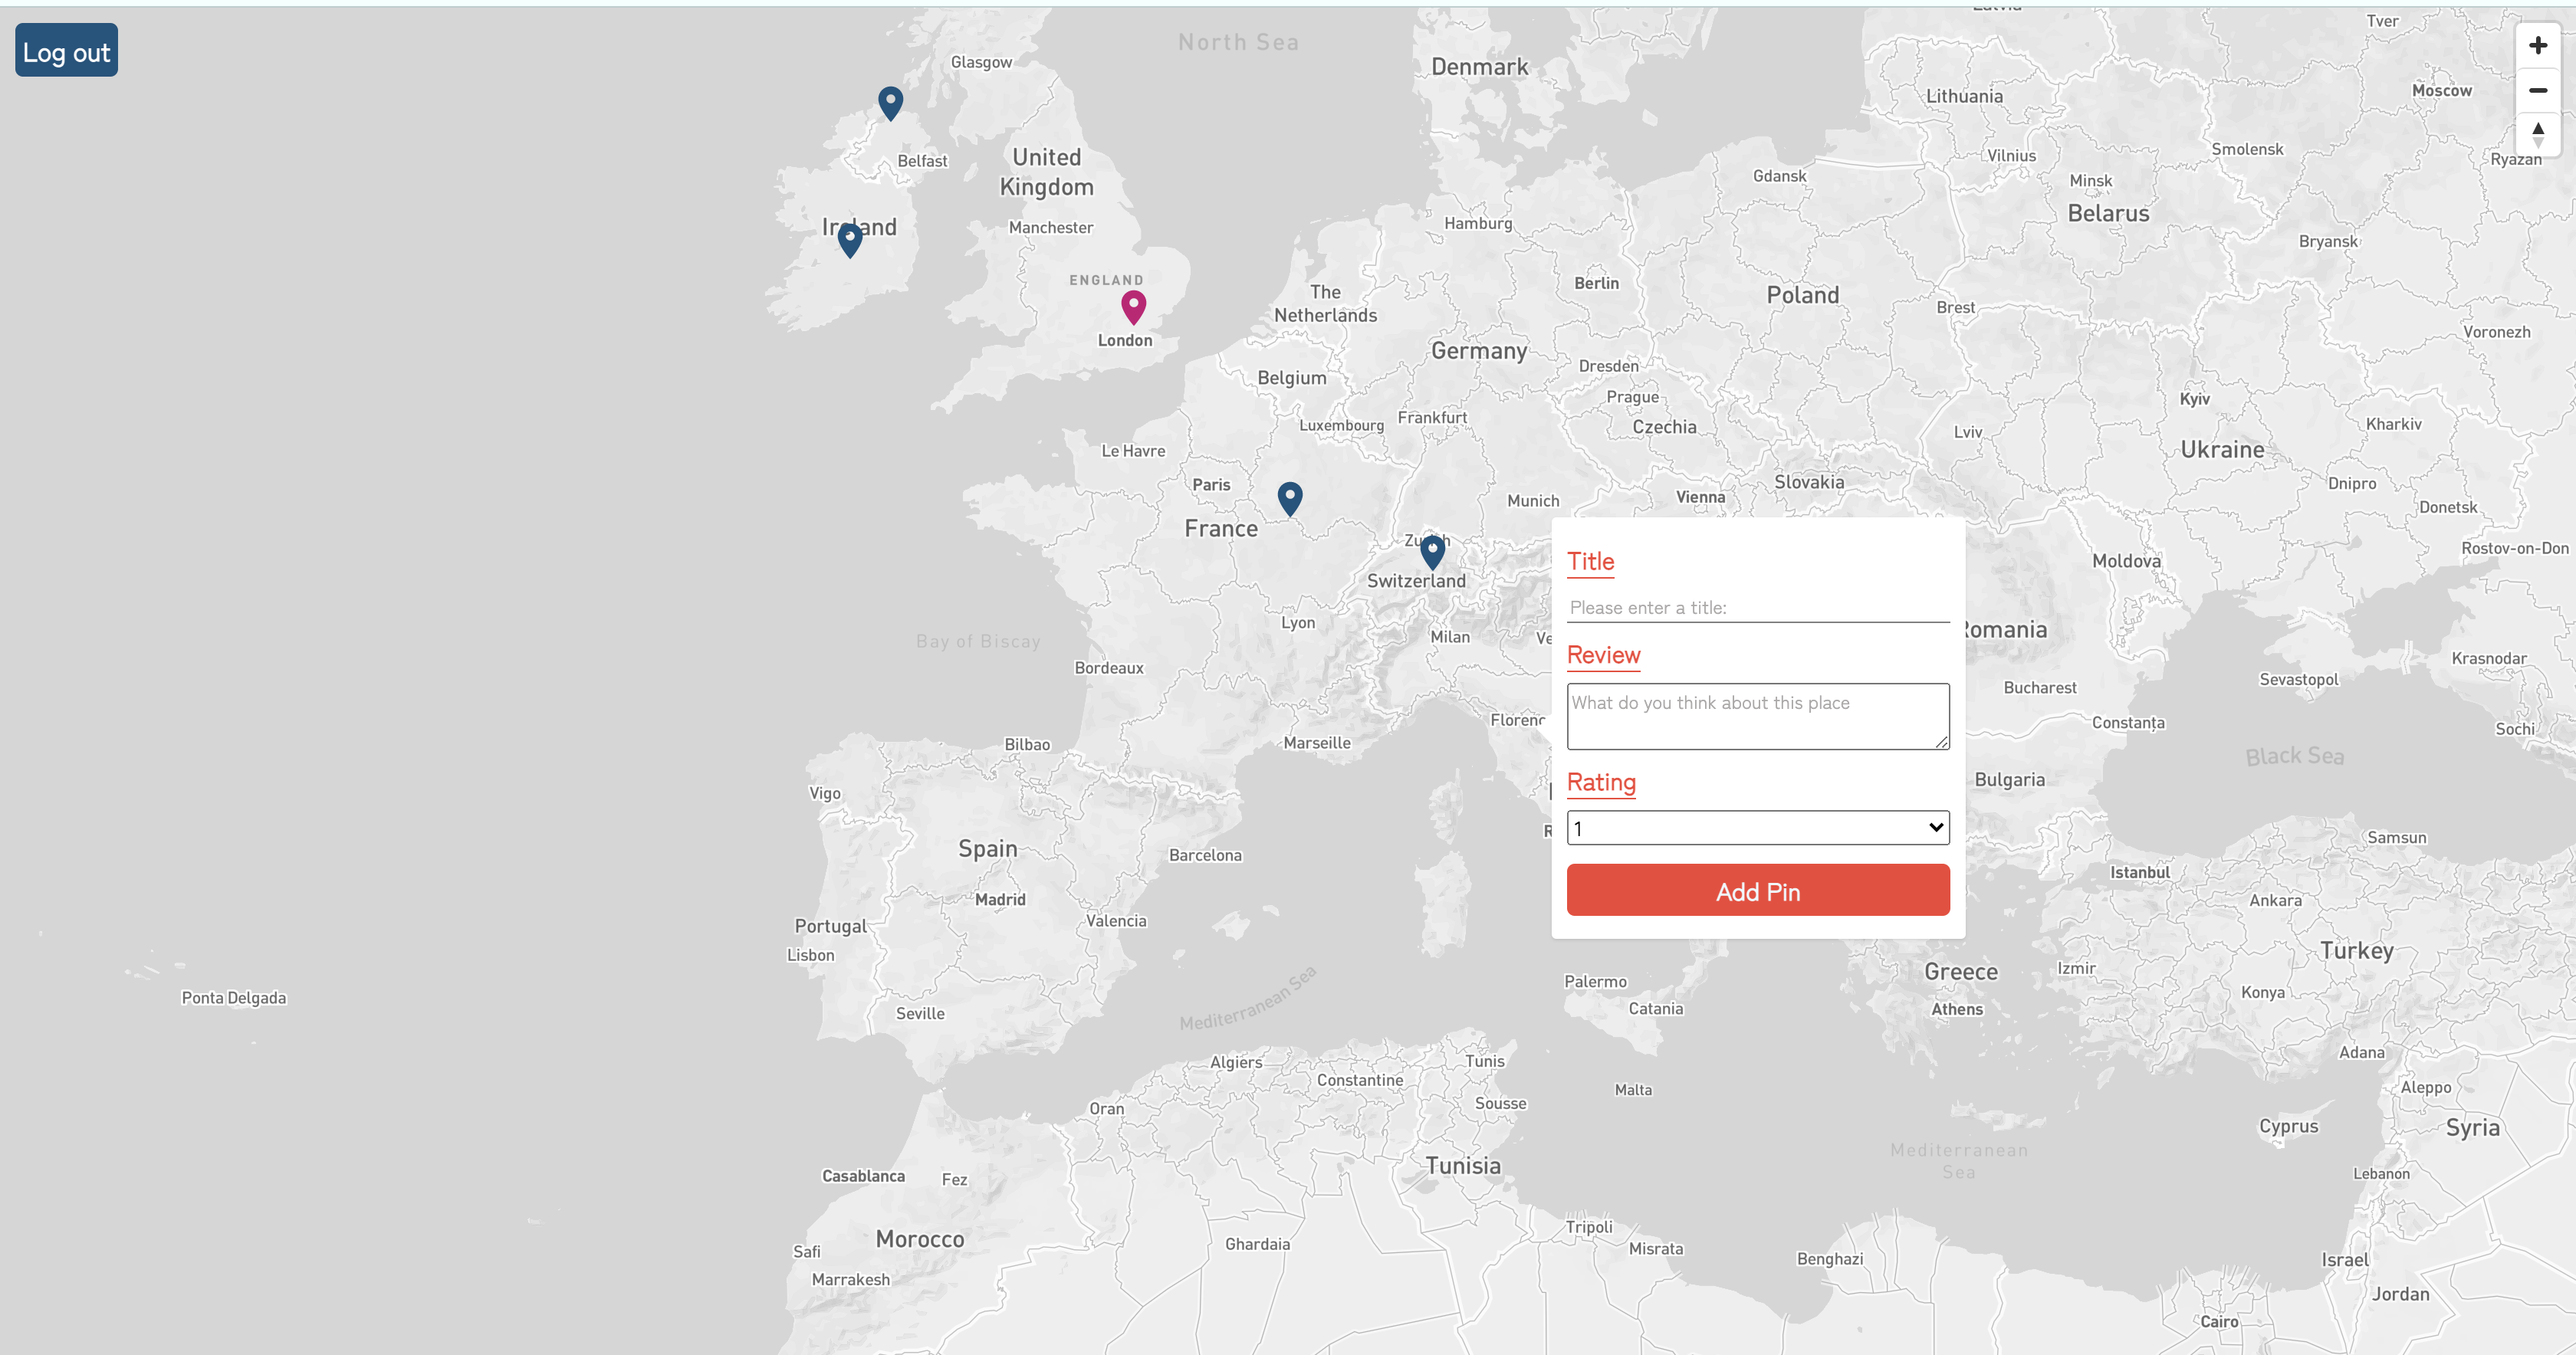 Latvia
Tver
Log out
North Sea
Glasgow
Denmark
Moscow
Lithuania
Belfast
United
Kingdom
Vilnius
Smolensk
Ryazan
Gdansk
Minsk
Belarus
Ireland
Manchester
Hamburg
Bryansk
ENGLAND
Berlin
The
Netherlands
Poland
Brest
London
Voronezh
Germany
Dresden
Belgium
Prague
Kyiv
Frankfurt
Luxembourg
Czechia
Lviv
Kharkiv
Le Havre
Ukraine
Paris
Slovakia
Dnipro
Munich
Vienna
Donetsk
France
Zurich
Rostov-on-Don
Switzerland
Moldova
Title
Please enter a title:
Lyon
Milan
Ve
Romania
Bay of Biscay
Review
Bordeaux
Krasnodar
Sevastopol
Bucharest
What do you think about this place
Florenc
Constanța
Sochi
Bilbao
Marseille
Black Sea
Rating
Bulgaria
Vigo
1
Samsun
Spain
Barcelona
Istanbul
Madrid
Add Pin
Ankara
Valencia
Portugal
Lisbon
Turkey
Greece
Izmir
Palermo
Mediterranean Sea
Ponta Delgada
Konya
Seville
Catania
Athens
Adana
Algiers
Tunis
Constantine
Malta
Aleppo
Oran
Sousse
Cyprus
Syria
Mediterranean
Sea
Tunisia
Casablanca
Fez
Lebanon
Tripoli
Morocco
Ghardaia
Misrata
Safi
Benghazi
Israel
Marrakesh
Jordan
Cairo